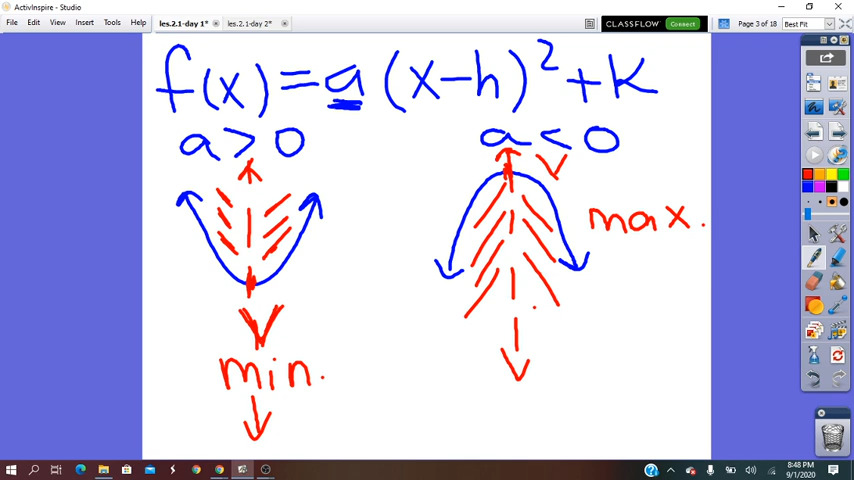 ActivInspire - Studio
File Edit View Insert Tools Help
les.2.1-day 1* les.2.1-day 2*
CLASSFLOW Connect
Page 3 of 18 Best Fit
f(x) = a(x-h)² + k
a > 0 a < 0
V
max.
V
min.
8:48 PM
9/1/2020